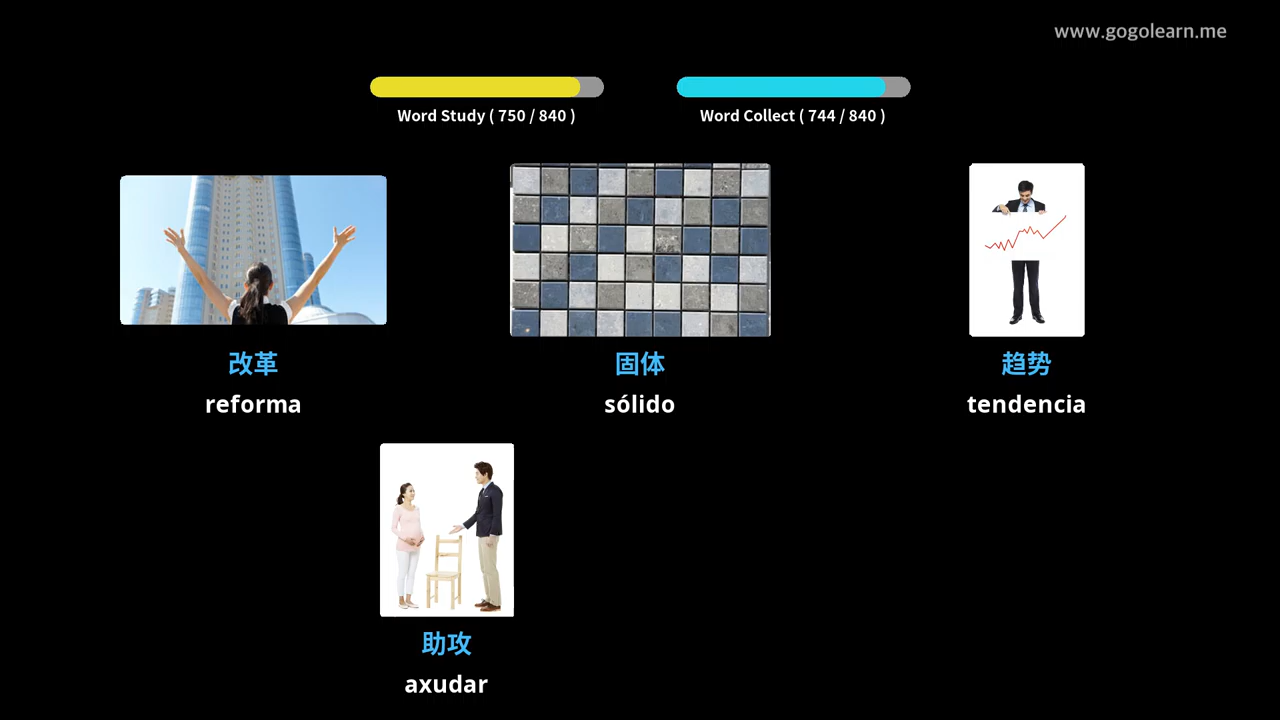 www.gogolearn.me
Word Study ( 750 / 840 )
Word Collect ( 744 / 840 )
改革
reforma
固体
sólido
趋势
tendencia
助攻
axudar